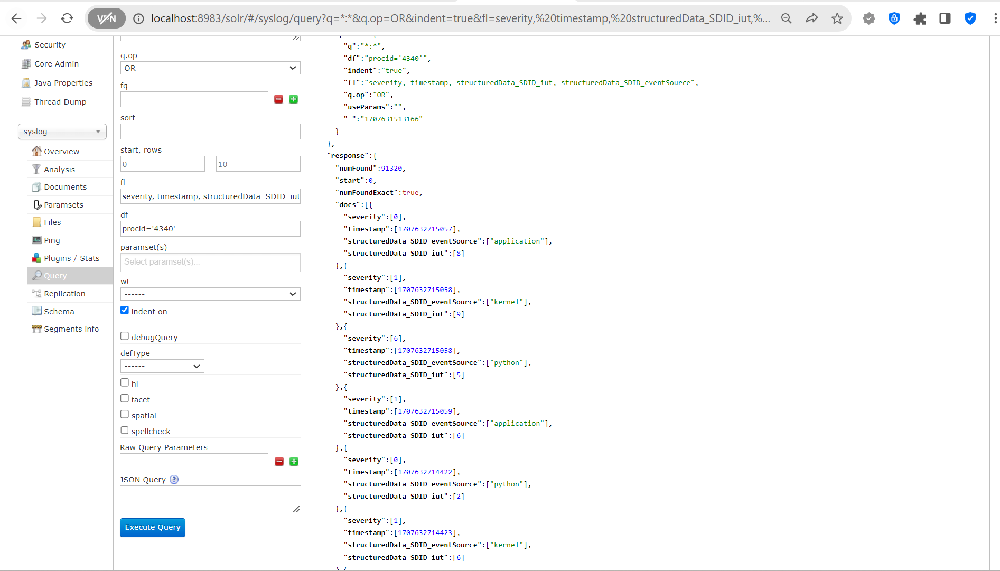 VPN
localhost:8983/solr/#/syslog/query?q=*:*&q.op=OR&indent=true&fl=severity,%20timestamp,%20structuredData_SDID_iut,%...
Security
Core Admin
Java Properties
Thread Dump
syslog
Overview
Analysis
Documents
Paramsets
Files
Ping
Plugins / Stats
Query
Replication
Schema
Segments info
q.op
OR
fq
sort
start, rows
0
10
fl
severity, timestamp, structuredData_SDID_iut
df
procid='4340'
paramset(s)
Select paramset(s)...
wt
------
indent on
debugQuery
defType
------
hl
facet
spatial
spellcheck
Raw Query Parameters
JSON Query ?
Execute Query
"q":"*:*",
"df":"procid='4340'",
"indent":"true",
"fl":"severity, timestamp, structuredData_SDID_iut, structuredData_SDID_eventSource",
"q.op":"OR",
"useParams":"",
"_":"1707631513166"
}
},
"response":{
"numFound":91320,
"start":0,
"numFoundExact":true,
"docs":[{
"severity":[0],
"timestamp":[1707632715057],
"structuredData_SDID_eventSource":["application"],
"structuredData_SDID_iut":[8]
},{
"severity":[1],
"timestamp":[1707632715058],
"structuredData_SDID_eventSource":["kernel"],
"structuredData_SDID_iut":[9]
},{
"severity":[6],
"timestamp":[1707632715058],
"structuredData_SDID_eventSource":["python"],
"structuredData_SDID_iut":[5]
},{
"severity":[1],
"timestamp":[1707632715059],
"structuredData_SDID_eventSource":["application"],
"structuredData_SDID_iut":[6]
},{
"severity":[0],
"timestamp":[1707632714422],
"structuredData_SDID_eventSource":["python"],
"structuredData_SDID_iut":[2]
},{
"severity":[1],
"timestamp":[1707632714423],
"structuredData_SDID_eventSource":["kernel"],
"structuredData_SDID_iut":[6]